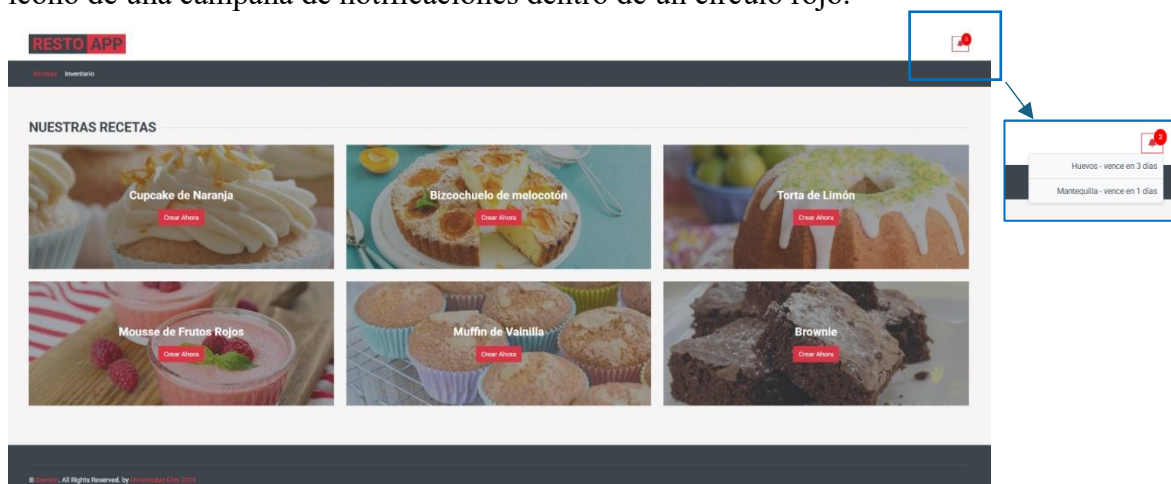 icono de una campana de notificaciones dentro de un círculo rojo.
RESTO APP
2
Recetas Inventario
NUESTRAS RECETAS
2
Huevos - vence en 3 días
Mantequilla - vence en 1 días
Cupcake de Naranja
Crear Ahora
Bizcochuelo de melocotón
Crear Ahora
Torta de Limón
Crear Ahora
Mousse de Frutos Rojos
Crear Ahora
Muffin de Vainilla
Crear Ahora
Brownie
Crear Ahora
All Rights Reserved. by